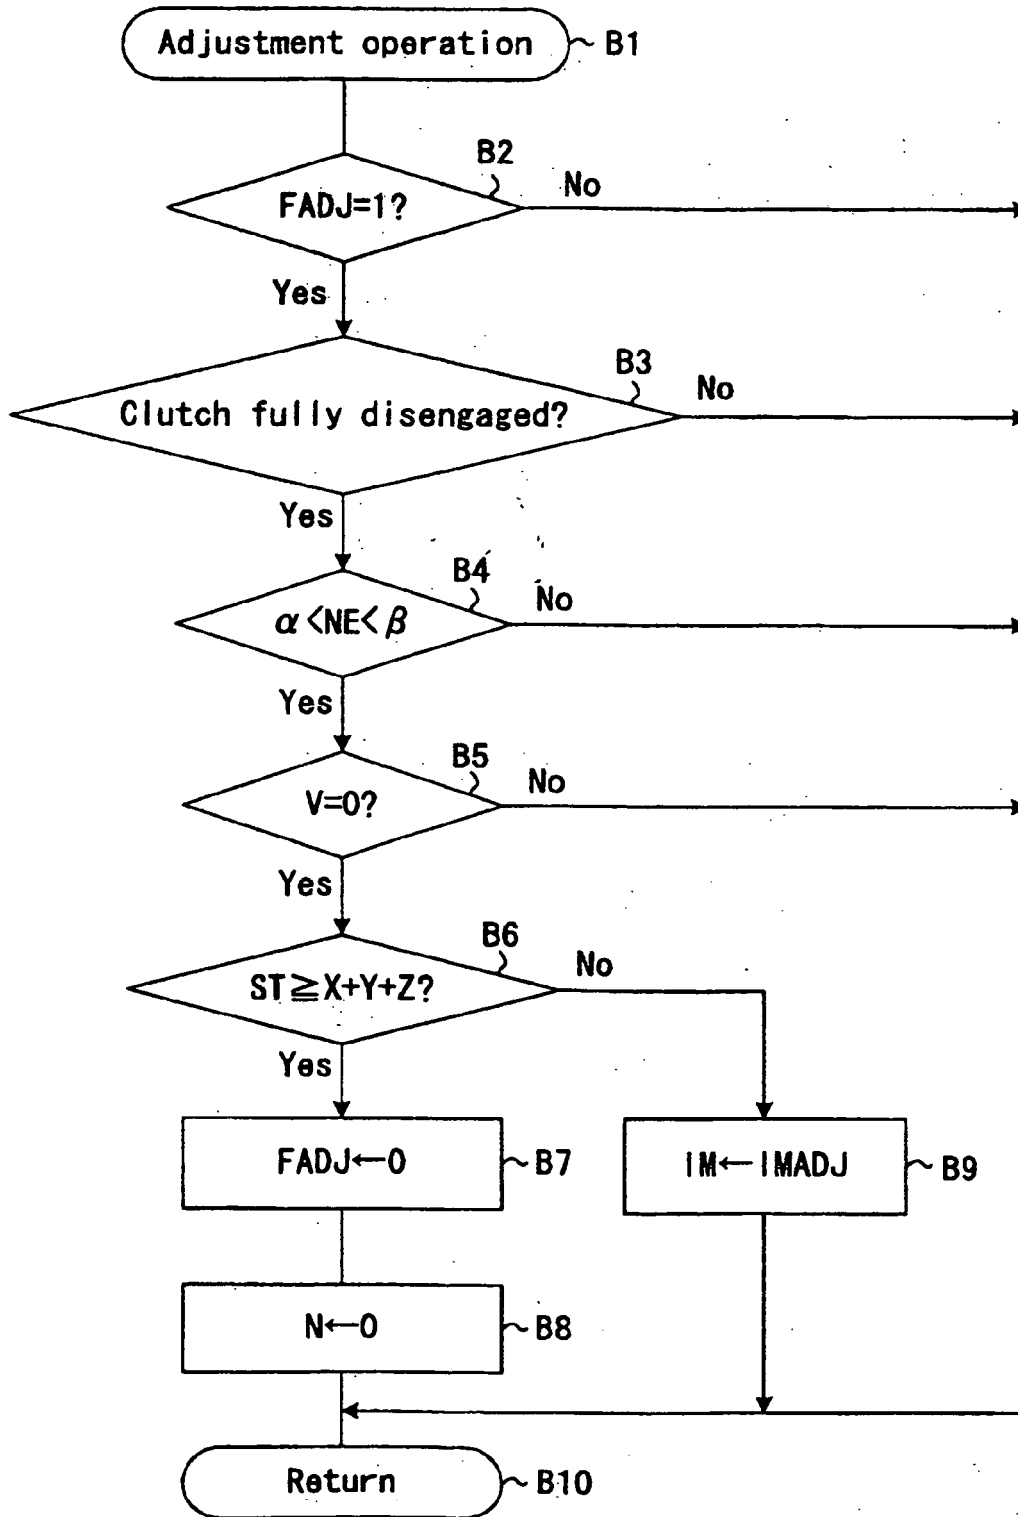 Adjustment operation
B1
B2
FADJ=1?
No
Yes
B3
Clutch fully disengaged?
No
Yes
B4
α<NE<β
No
Yes
B5
V=0?
No
Yes
B6
ST≧X+Y+Z?
No
Yes
FADJ←0
B7
IM←IMADJ
B9
N←0
B8
Return
B10